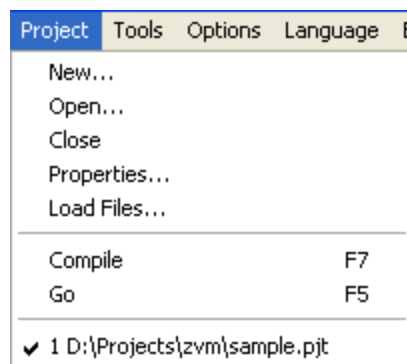 Project Tools Options Language
New...
Open...
Close
Properties...
Load Files...
Compile F7
Go F5
✔ 1 D:\Projects\zvm\sample.pjt